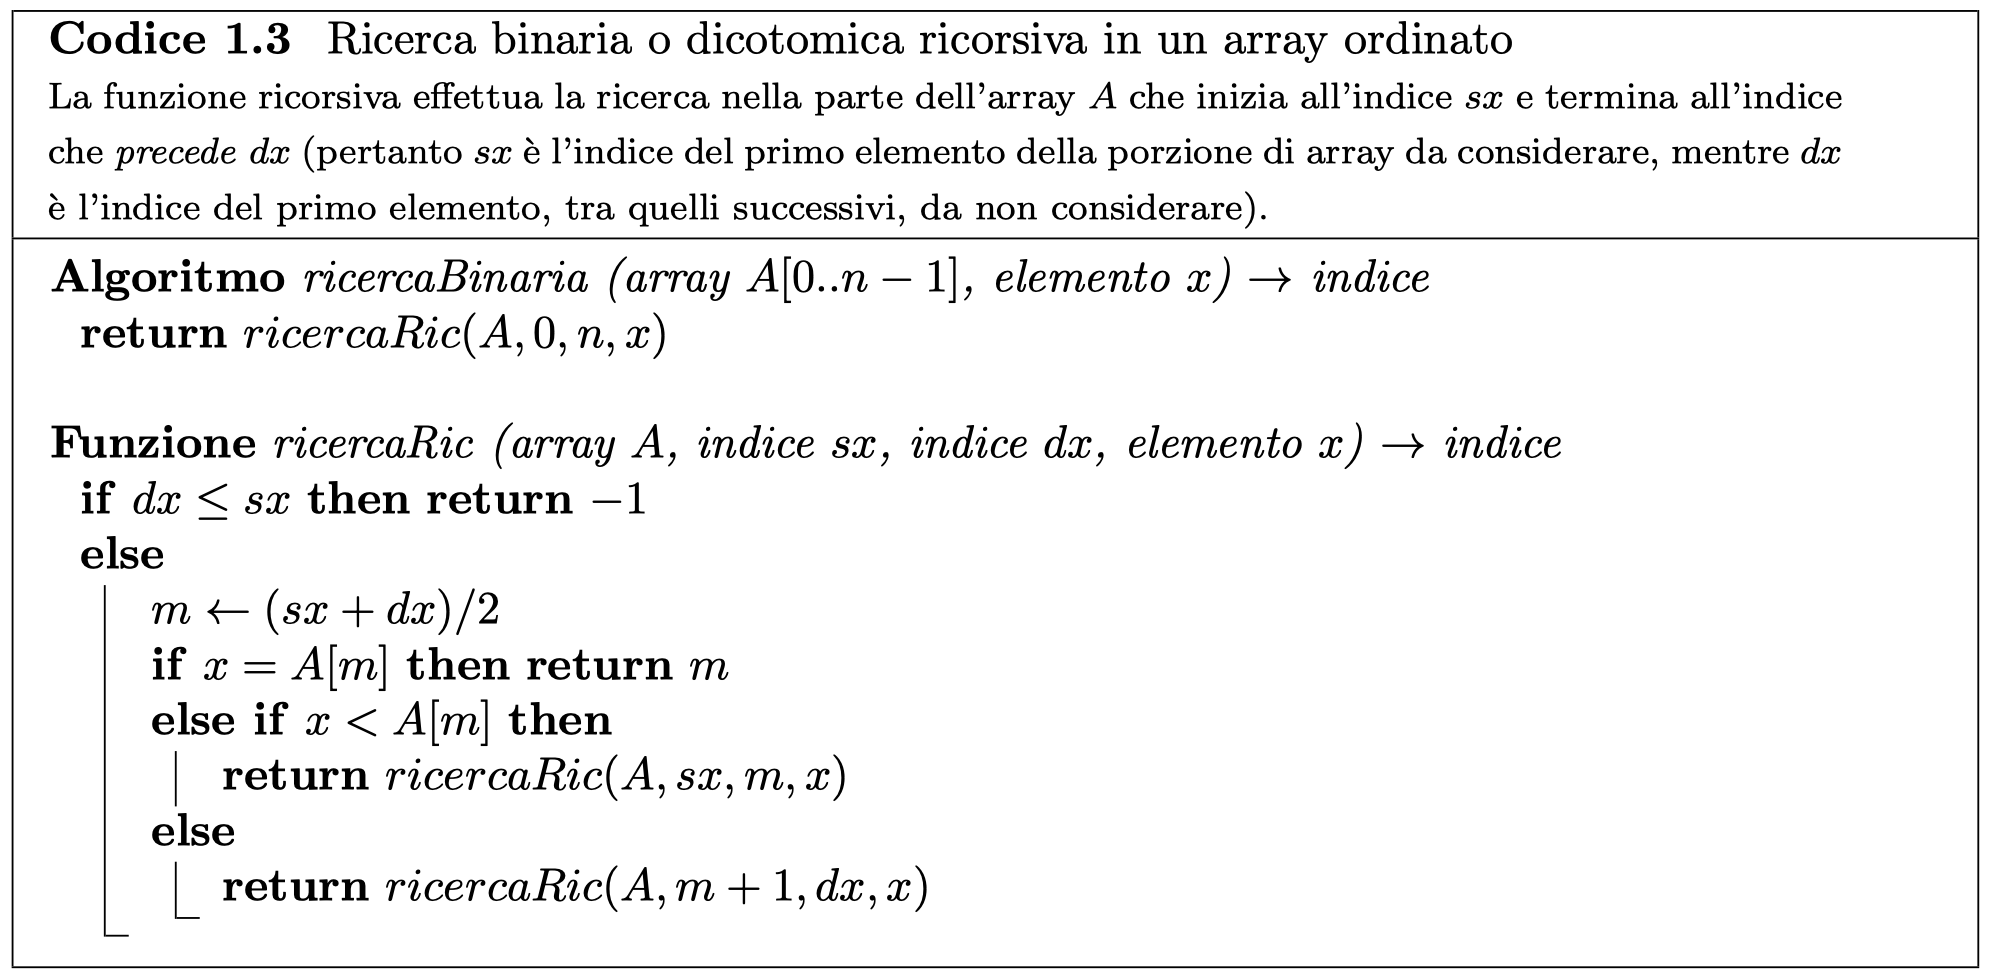 Codice 1.3 Ricerca binaria o dicotomica ricorsiva in un array ordinato
La funzione ricorsiva effettua la ricerca nella parte dell'array A che inizia all'indice sx e termina all'indice
che precede dx (pertanto sx è l'indice del primo elemento della porzione di array da considerare, mentre dx
è l'indice del primo elemento, tra quelli successivi, da non considerare).
Algoritmo ricercaBinaria (array A[0..n − 1], elemento x) → indice
return ricercaRic(A, 0, n, x)
Funzione ricercaRic (array A, indice sx, indice dx, elemento x) → indice
if dx ≤ sx then return −1
else
m ← (sx + dx)/2
if x = A[m] then return m
else if x < A[m] then
return ricercaRic(A, sx, m, x)
else
return ricercaRic(A, m + 1, dx, x)